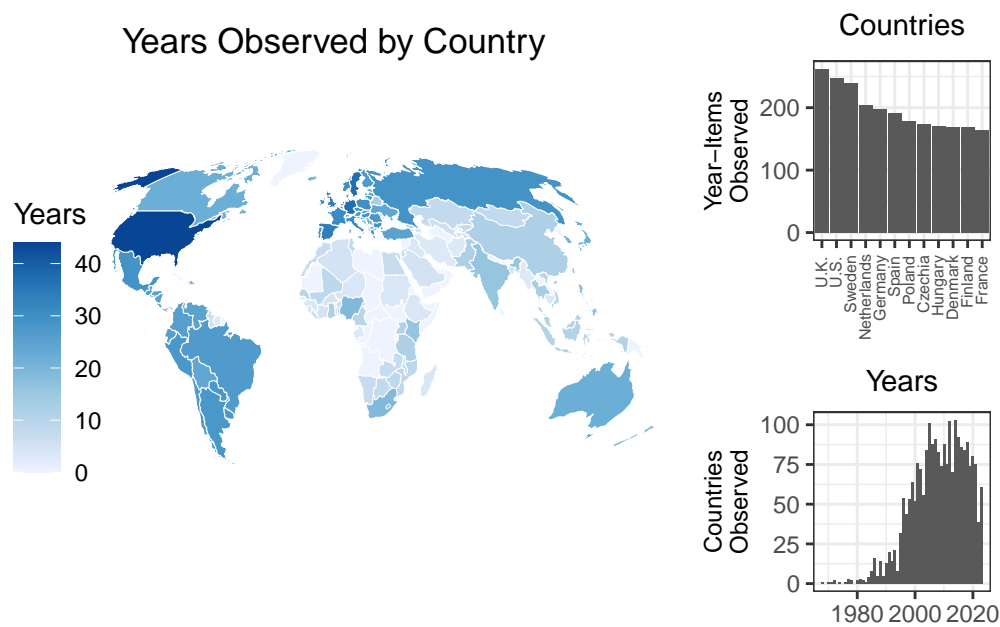 Years Observed by Country
Years
40
30
20
10
0
Countries
Year−Items
Observed
200
100
0
U.K.
U.S.
Sweden
Netherlands
Germany
Spain
Poland
Czechia
Hungary
Denmark
Finland
France
Years
Countries
Observed
100
75
50
25
0
1980 2000 2020